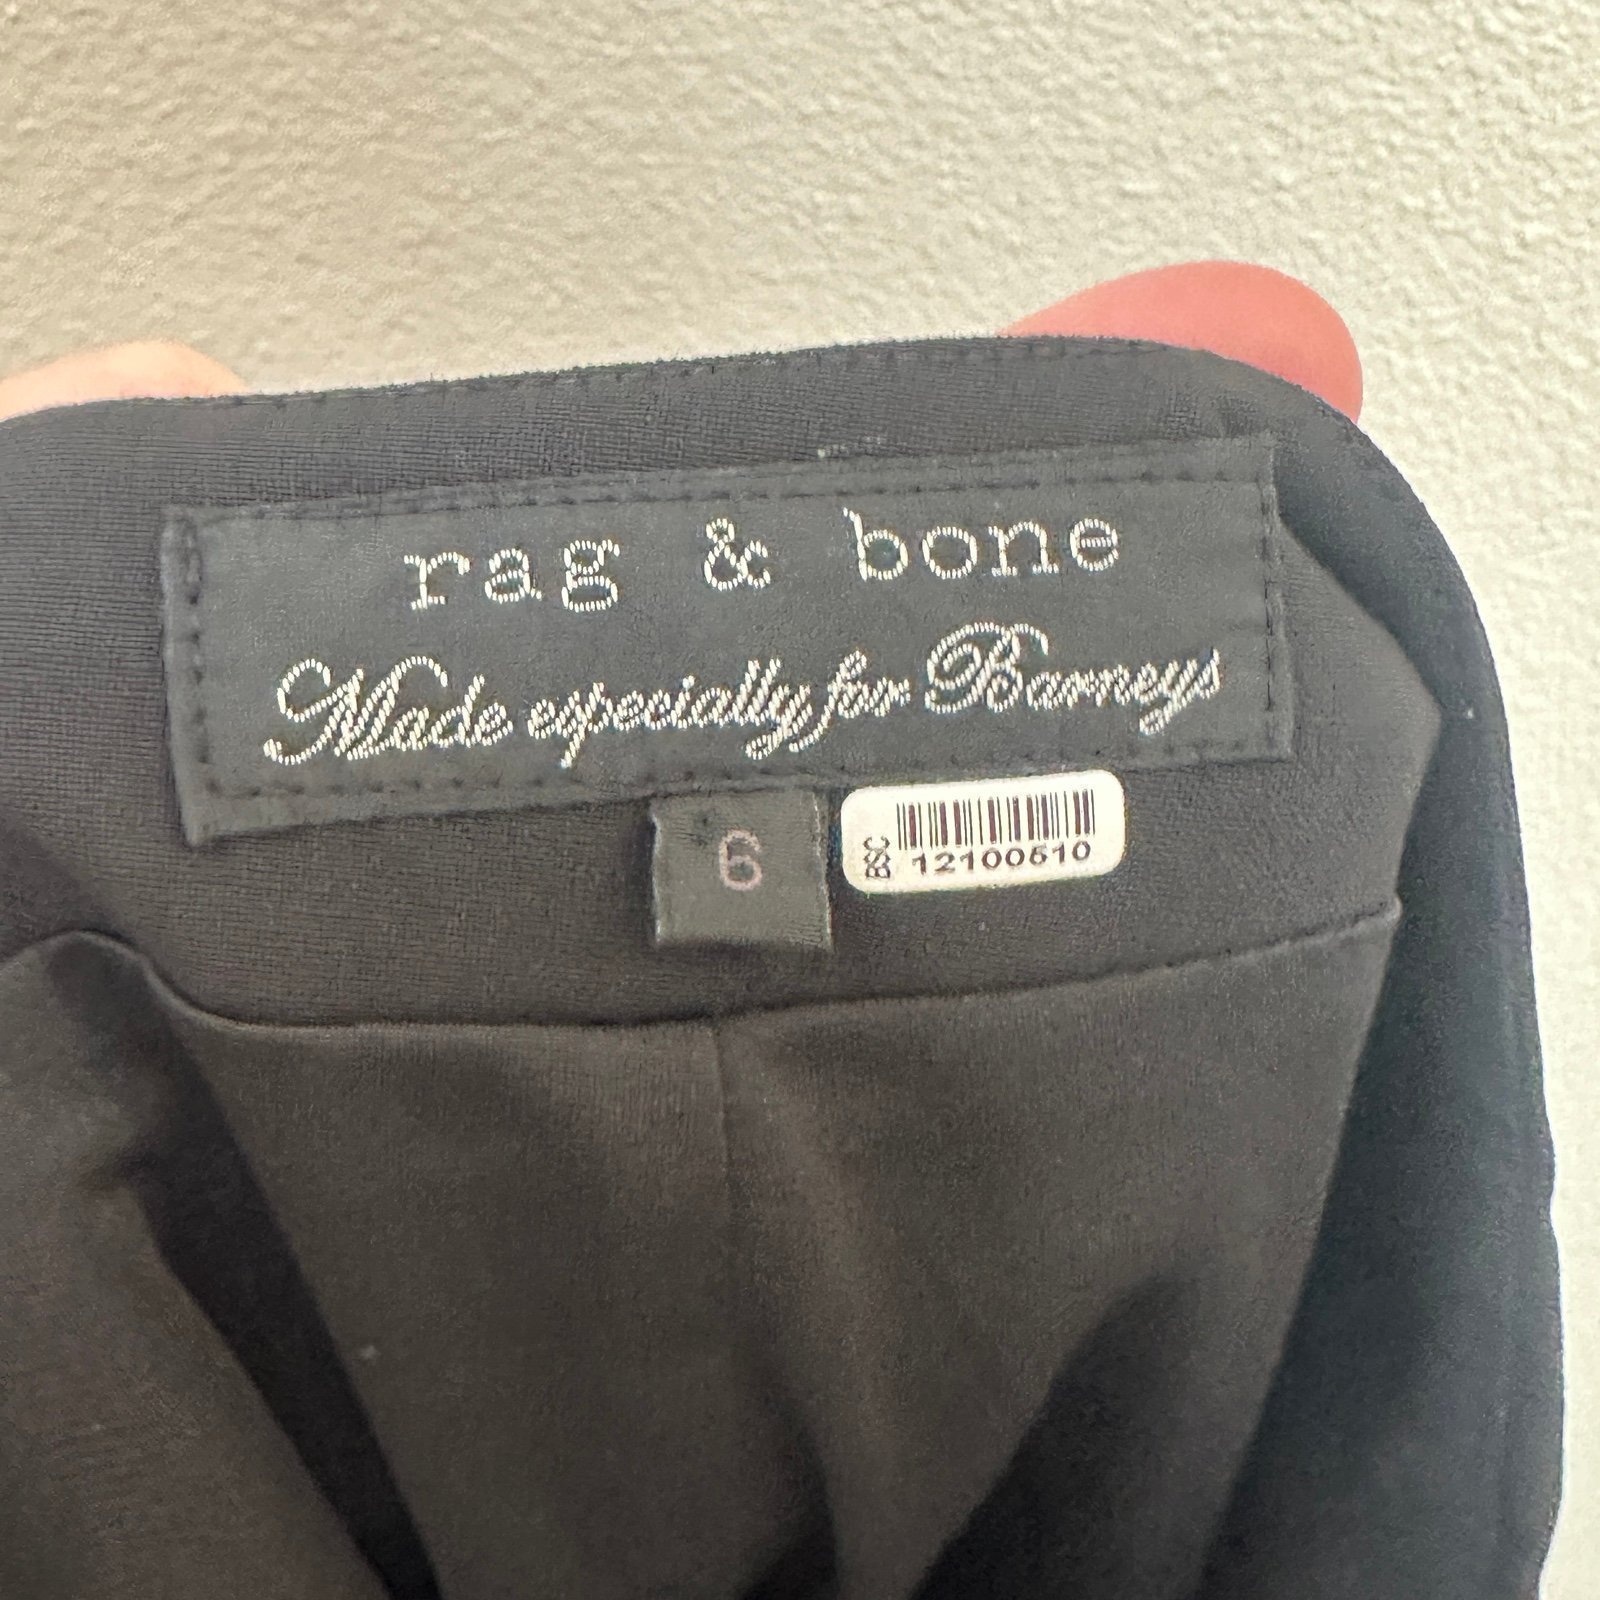 rag & bone
Made especially for Barneys
6
BSC
12100510